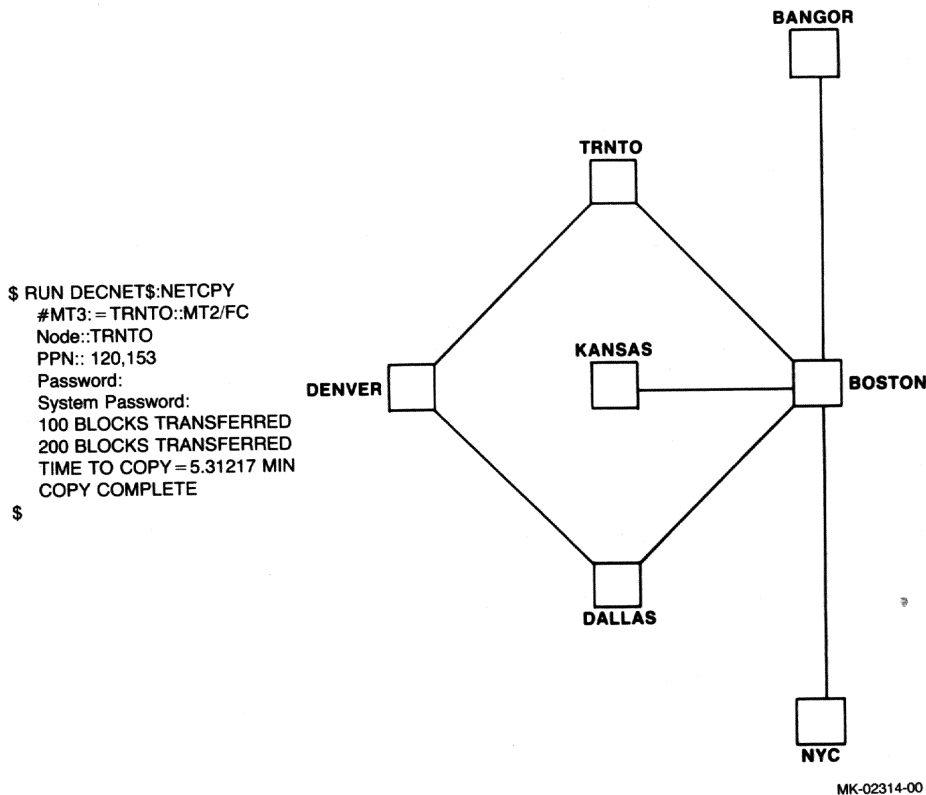 BANGOR
TRNTO
$ RUN DECNET$:NETCPY
#MT3:=TRNTO::MT2/FC
Node::TRNTO
PPN:: 120,153
Password:
System Password:
100 BLOCKS TRANSFERRED
200 BLOCKS TRANSFERRED
TIME TO COPY=5.31217 MIN
COPY COMPLETE
$
KANSAS
DENVER
BOSTON
DALLAS
NYC
MK-02314-00